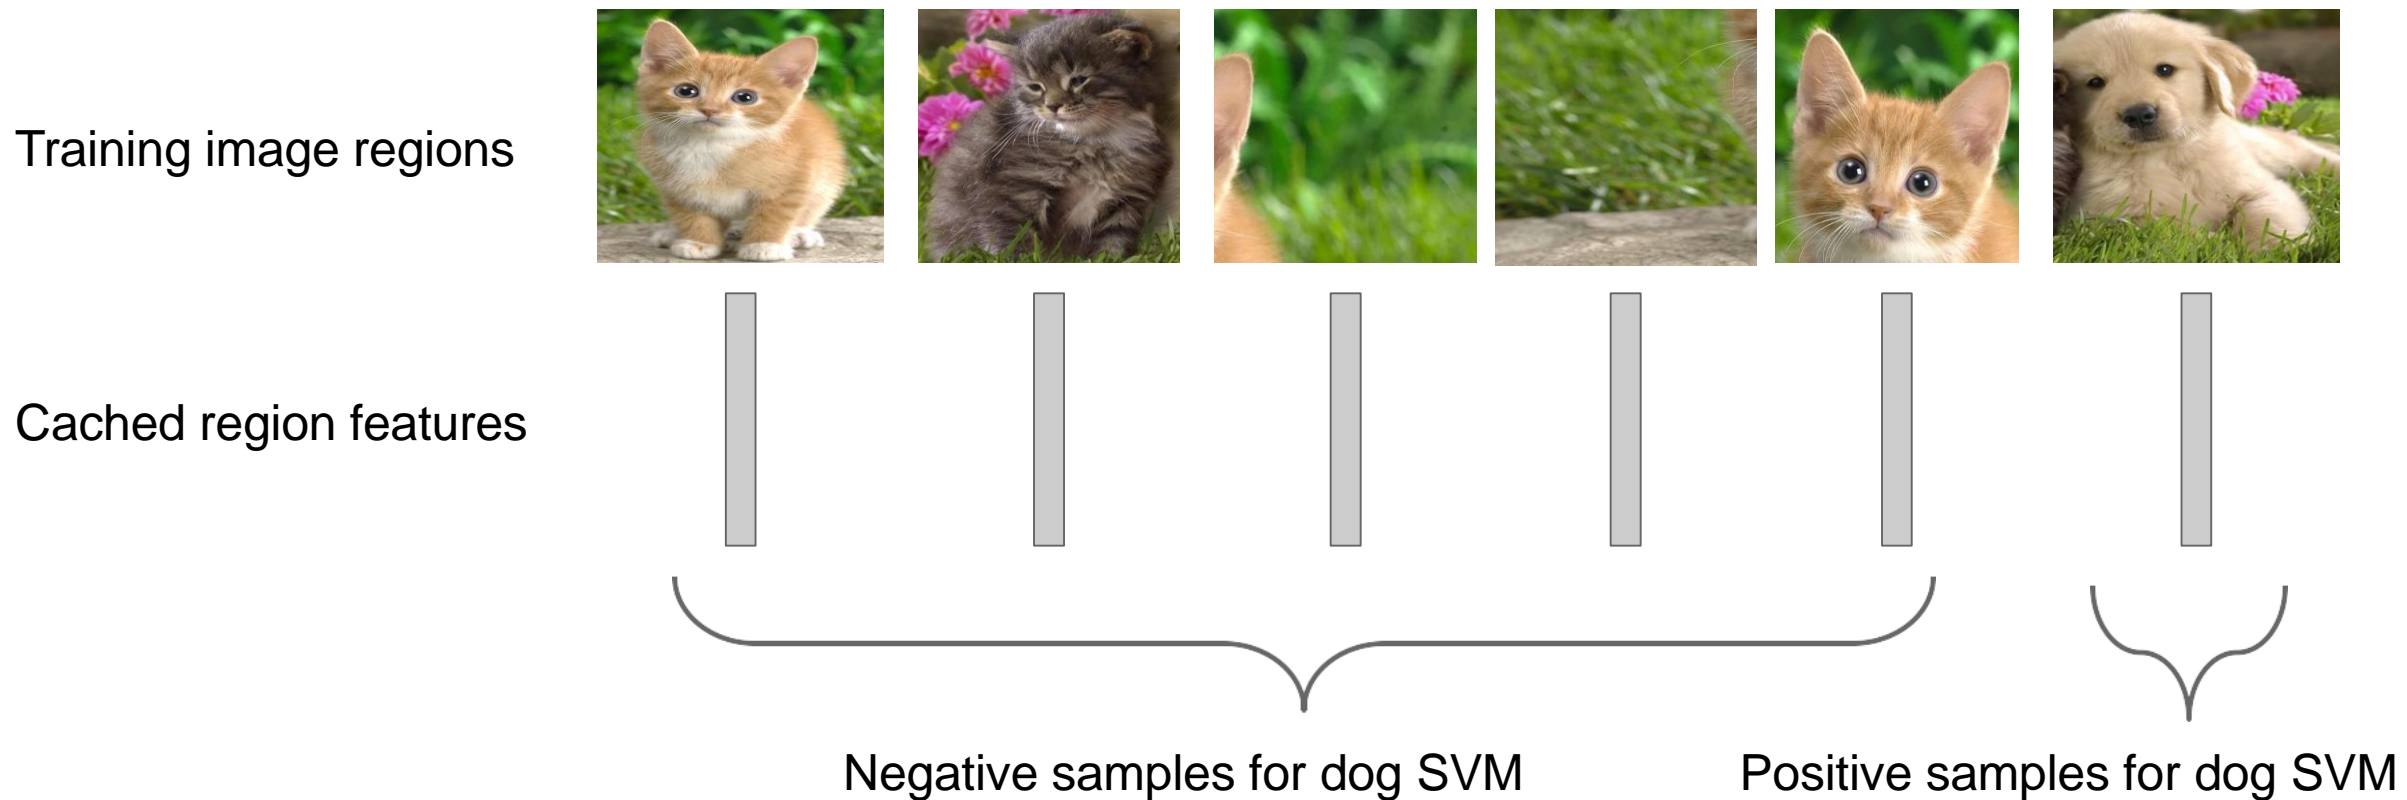 Training image regions
Cached region features
Negative samples for dog SVM
Positive samples for dog SVM